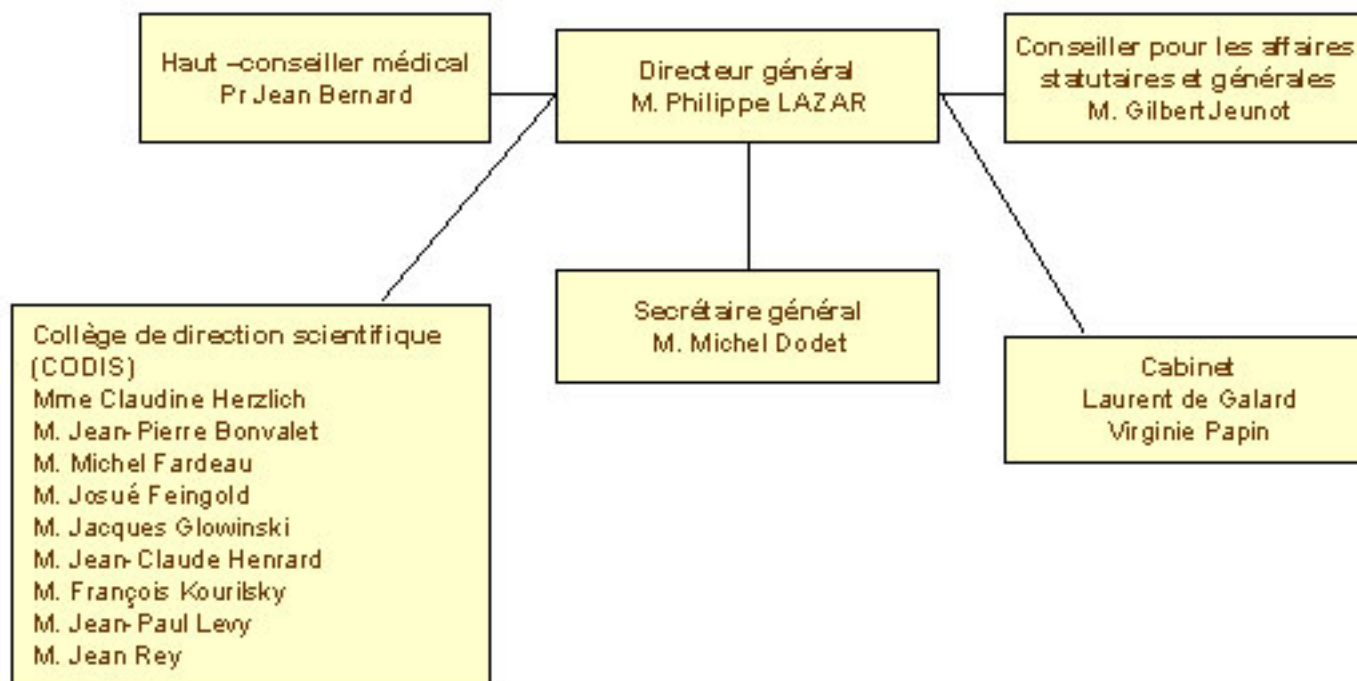 Haut –conseiller médical
Pr Jean Bernard
Directeur général
M. Philippe LAZAR
Conseiller pour les affaires
statutaires et générales
M. Gilbert Jeunot
Secrétaire général
M. Michel Dodet
Collège de direction scientifique
(CODIS)
Mme Claudine Herzlich
M. Jean-Pierre Bonvalet
M. Michel Fardeau
M. Josué Feingold
M. Jacques Glowinski
M. Jean-Claude Henrard
M. François Kourilsky
M. Jean-Paul Levy
M. Jean Rey
Cabinet
Laurent de Galard
Virginie Papin